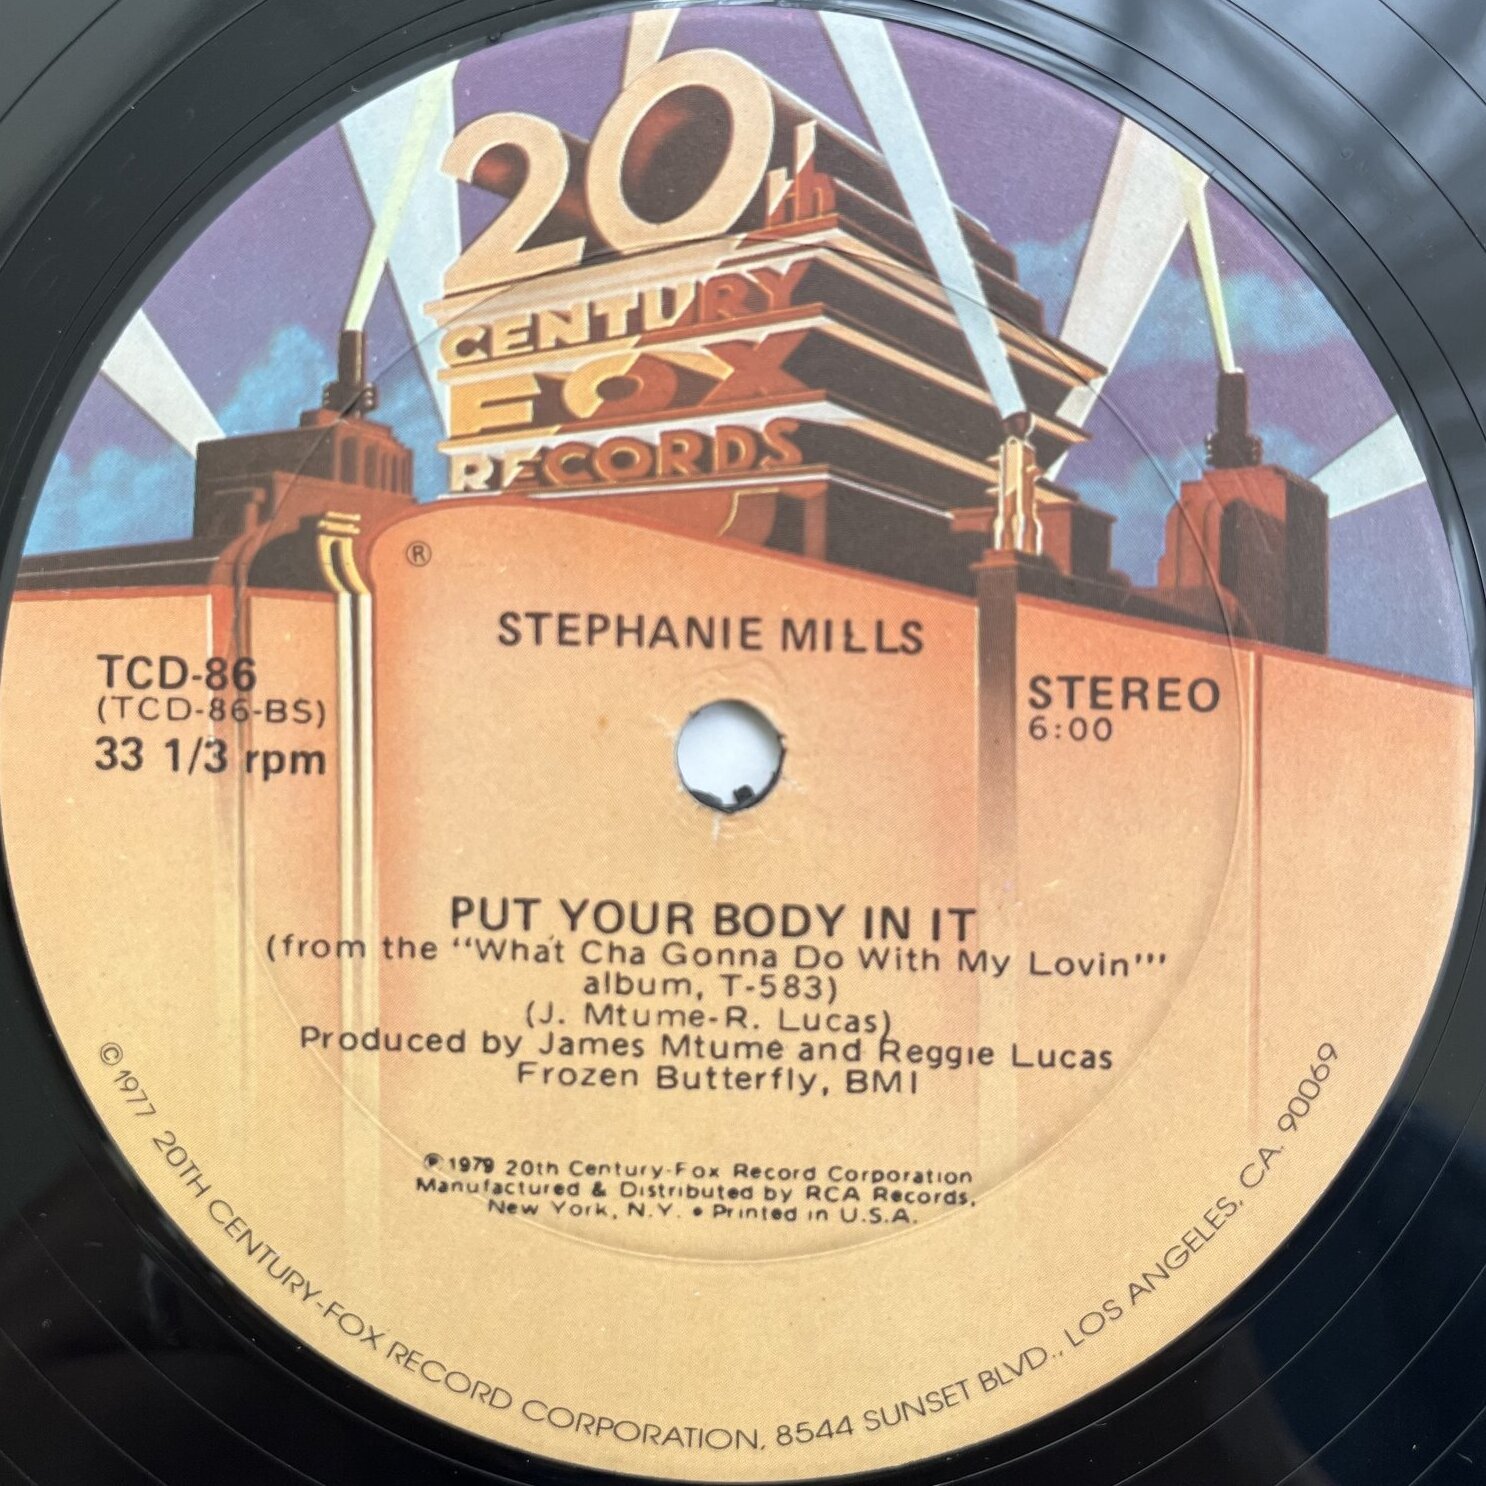 20th
CENTURY
FOX
RECORDS
®
STEPHANIE MILLS
TCD-86
(TCD-86-BS)
33 1/3 rpm
STEREO
6:00
PUT YOUR BODY IN IT
(from the “What Cha Gonna Do With My Lovin’”
album, T-583)
(J. Mtume-R. Lucas)
Produced by James Mtume and Reggie Lucas
Frozen Butterfly, BMI
℗1979 20th Century-Fox Record Corporation
Manufactured & Distributed by RCA Records,
New York, N.Y. • Printed in U.S.A.
©1977 20TH CENTURY-FOX RECORD CORPORATION, 8544 SUNSET BLVD., LOS ANGELES, CA. 90069